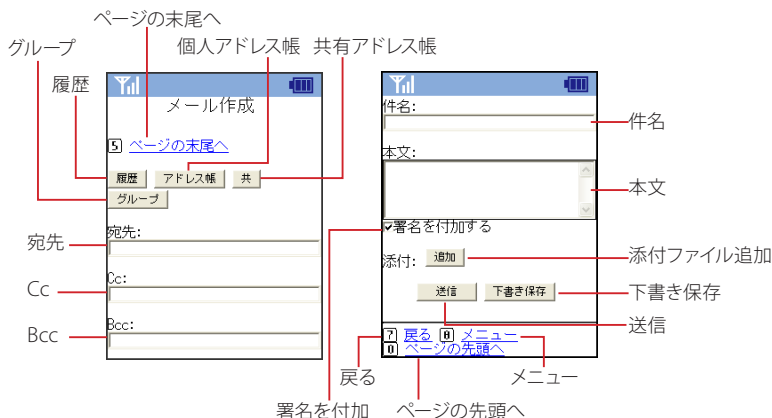 ページの末尾へ
グループ
個人アドレス帳
共有アドレス帳
履歴
メール作成
5 ページの末尾へ
履歴 アドレス帳 共
グループ
宛先
宛先:
Cc
Cc:
Bcc
Bcc:
件名:
件名
本文:
本文
署名を付加する
添付: 追加
添付ファイル追加
送信 下書き保存
下書き保存
送信
7 戻る 8 メニュー
0 ページの先頭へ
戻る
メニュー
署名を付加
ページの先頭へ